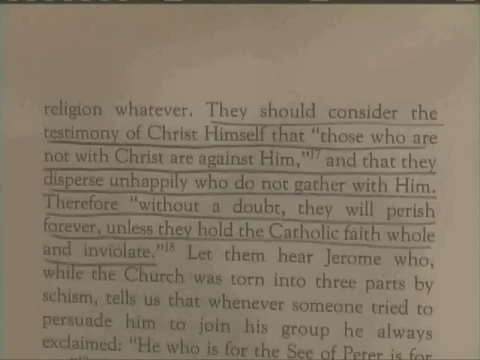 religion whatever. They should consider the
testimony of Christ Himself that "those who are
not with Christ are against Him,"17 and that they
disperse unhappily who do not gather with Him.
Therefore "without a doubt, they will perish
forever, unless they hold the Catholic faith whole
and inviolate."18 Let them hear Jerome who,
while the Church was torn into three parts by
schism, tells us that whenever someone tried to
persuade him to join his group he always
exclaimed: "He who is for the See of Peter is for